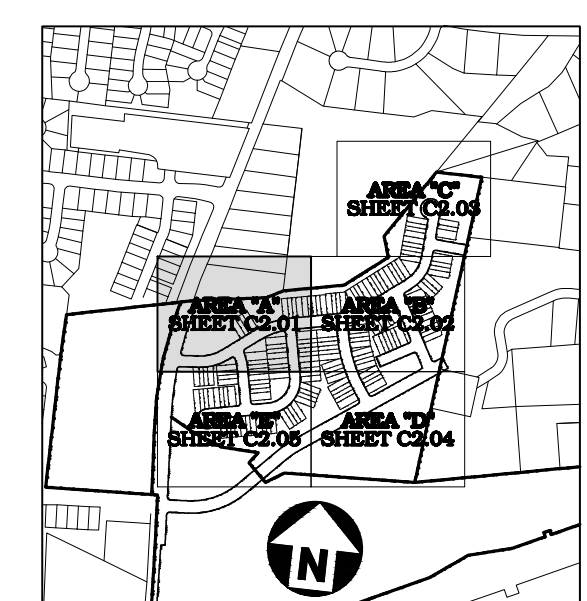 AREA "C"
SHEET C2.03
AREA "A"
SHEET C2.01
AREA "B"
SHEET C2.02
AREA "E"
SHEET C2.05
AREA "D"
SHEET C2.04
N